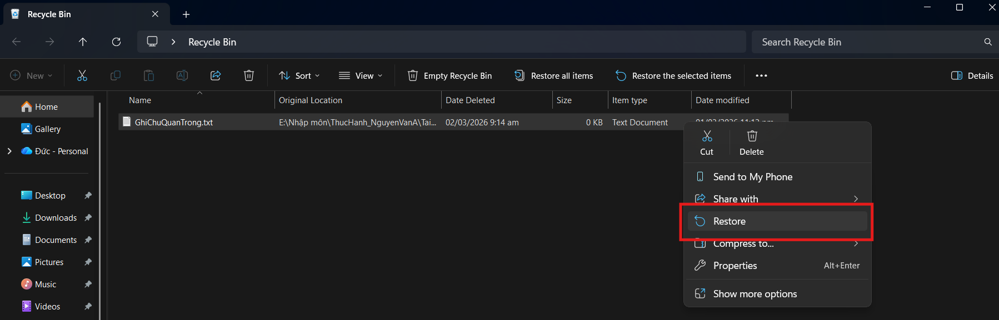 Recycle Bin
Recycle Bin
Search Recycle Bin
New
Sort
View
Empty Recycle Bin
Restore all items
Restore the selected items
Details
Name
Original Location
Date Deleted
Size
Item type
Date modified
GhiChuQuanTrong.txt
E:\Nhập môn\ThucHanh_NguyenVanA\Tai...
02/03/2026 9:14 am
0 KB
Text Document
Home
Gallery
Đức - Personal
Desktop
Downloads
Documents
Pictures
Music
Videos
Cut
Delete
Send to My Phone
Share with
Restore
Compress to...
Properties
Alt+Enter
Show more options